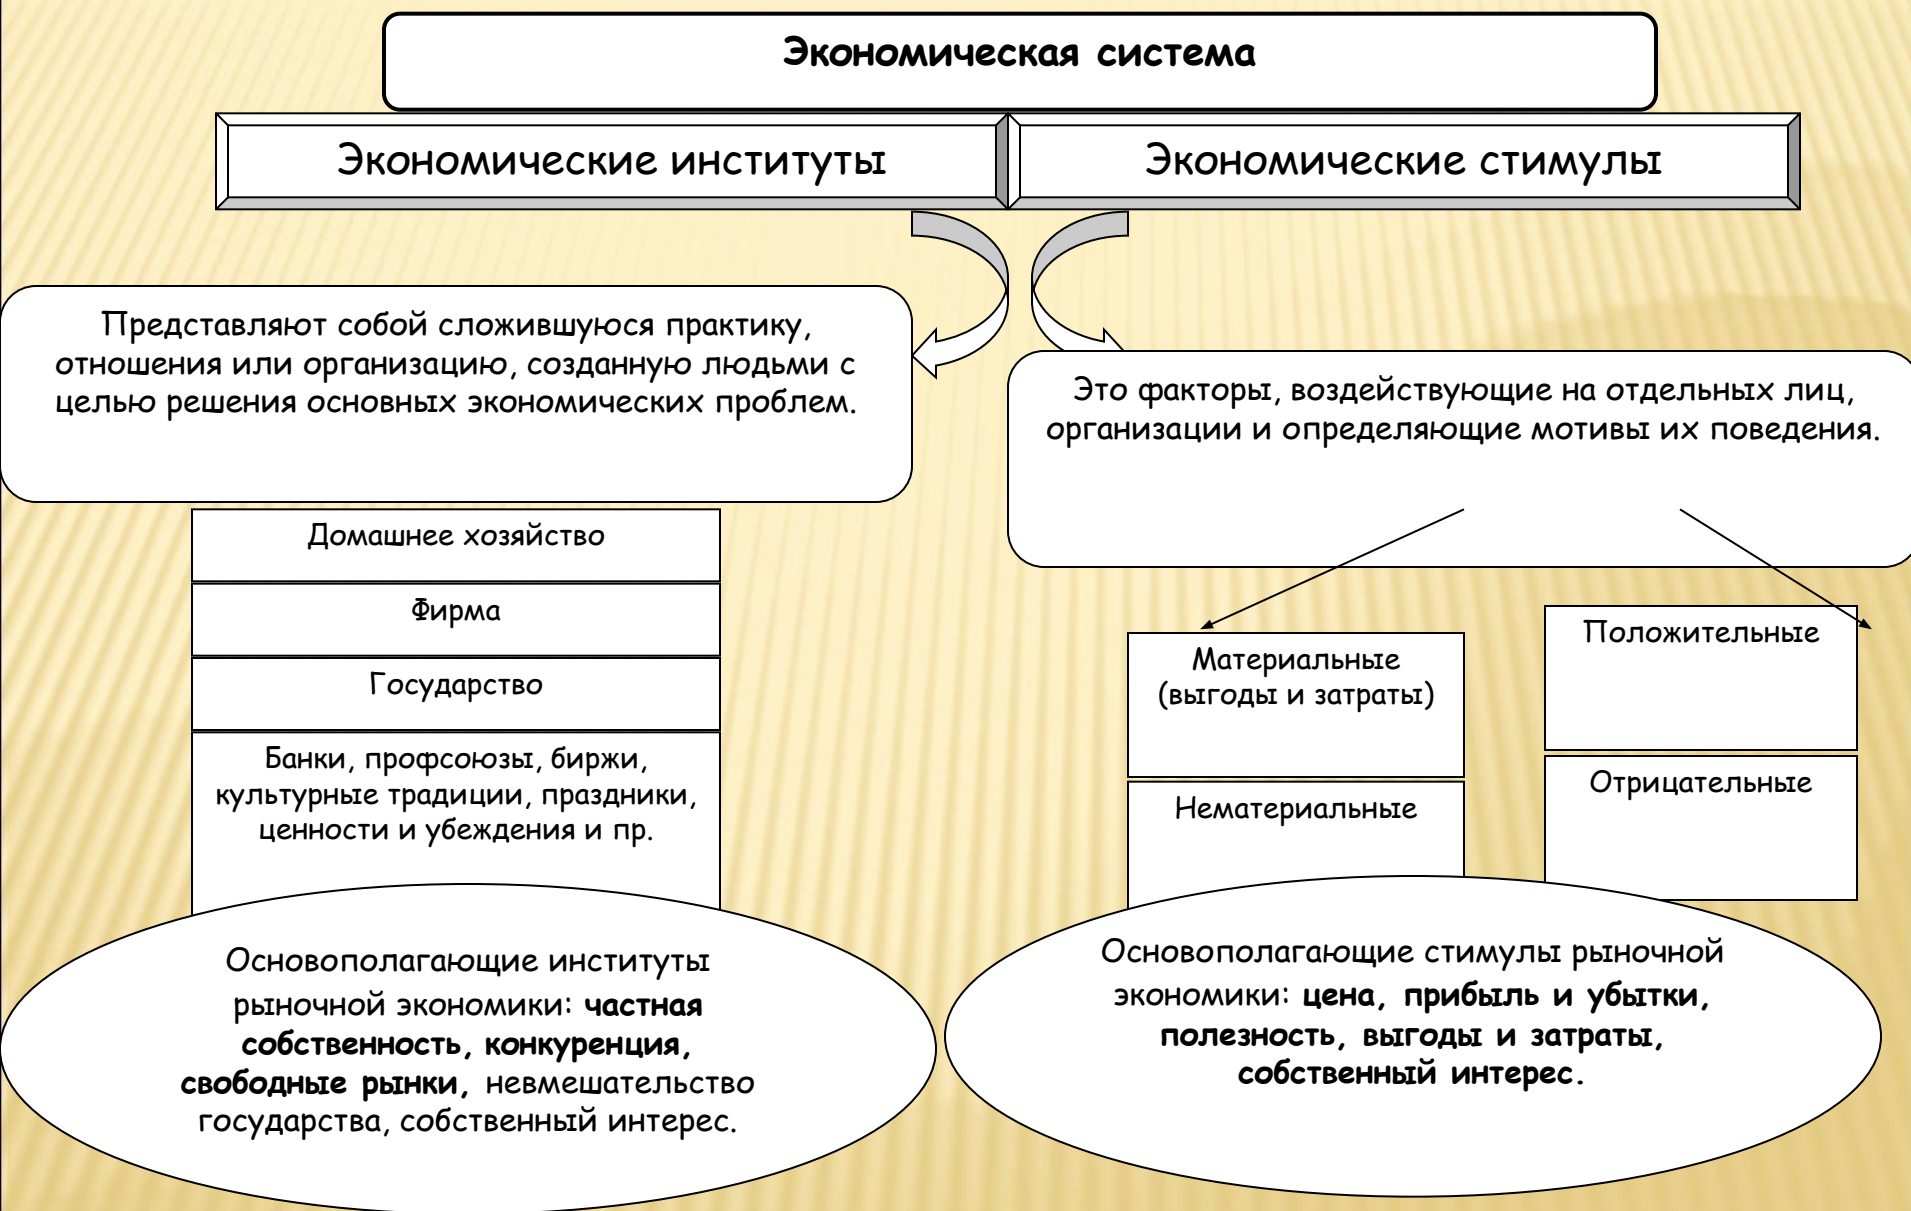 Экономическая система
Экономические институты
Экономические стимулы
Представляют собой сложившуюся практику,
отношения или организацию, созданную людьми с
целью решения основных экономических проблем.
Это факторы, воздействующие на отдельных лиц,
организации и определяющие мотивы их поведения.
Домашнее хозяйство
Фирма
Государство
Банки, профсоюзы, биржи,
культурные традиции, праздники,
ценности и убеждения и пр.
Материальные
(выгоды и затраты)
Нематериальные
Положительные
Отрицательные
Основополагающие институты
рыночной экономики: частная
собственность, конкуренция,
свободные рынки, невмешательство
государства, собственный интерес.
Основополагающие стимулы рыночной
экономики: цена, прибыль и убытки,
полезность, выгоды и затраты,
собственный интерес.